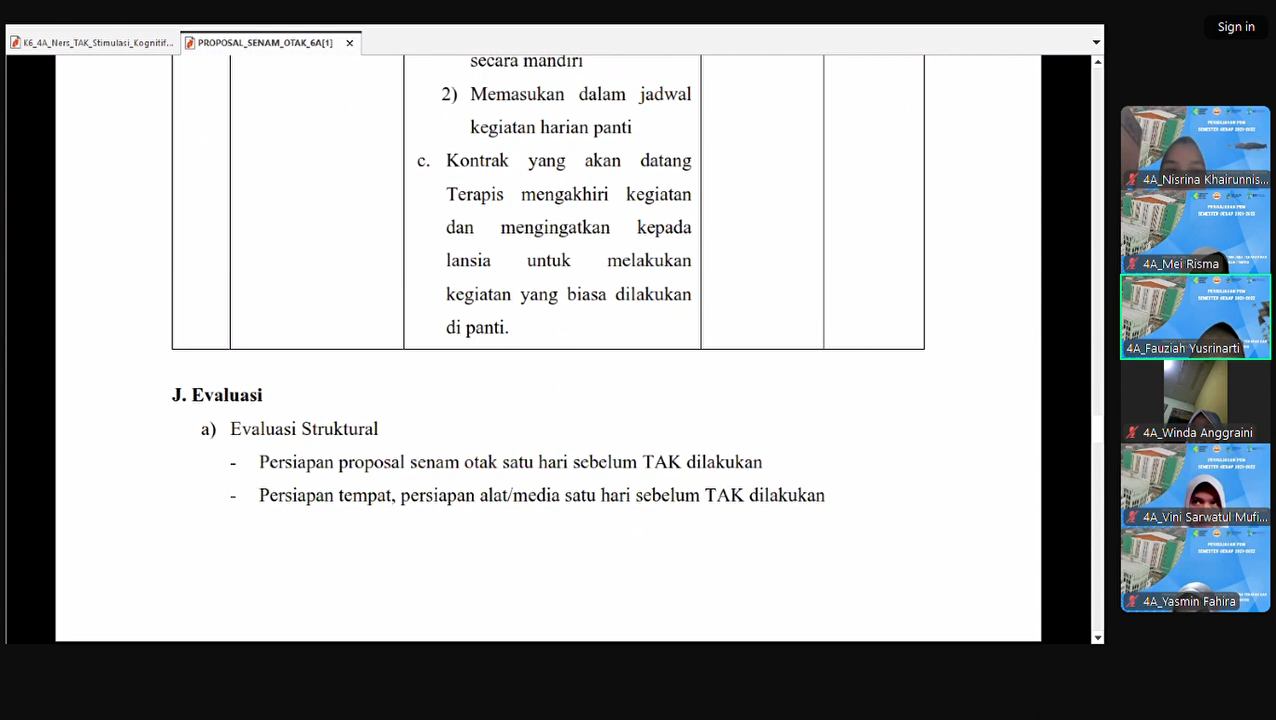 Sign in
K6_4A_Ners_TAK_Stimulasi_Kognitif...
PROPOSAL_SENAM_OTAK_6A[1]
secara mandiri
2) Memasukan dalam jadwal
kegiatan harian panti
c. Kontrak yang akan datang
Terapis mengakhiri kegiatan
dan mengingatkan kepada
lansia untuk melakukan
kegiatan yang biasa dilakukan
di panti.
J. Evaluasi
a) Evaluasi Struktural
- Persiapan proposal senam otak satu hari sebelum TAK dilakukan
- Persiapan tempat, persiapan alat/media satu hari sebelum TAK dilakukan
4A_Nisrina Khairunnis...
4A_Mei Risma
4A_Fauziah Yusrinarti
4A_Winda Anggraini
4A_Vini Sarwatul Mufi...
4A_Yasmin Fahira